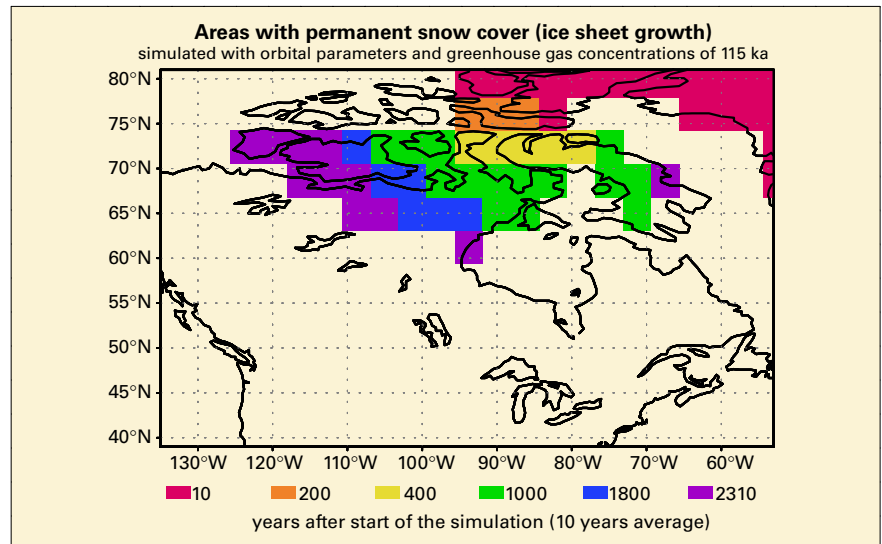 Areas with permanent snow cover (ice sheet growth)
simulated with orbital parameters and greenhouse gas concentrations of 115 ka
80°N
75°N
70°N
65°N
60°N
55°N
50°N
45°N
40°N
130°W 120°W 110°W 100°W 90°W 80°W 70°W 60°W
10 200 400 1000 1800 2310
years after start of the simulation (10 years average)